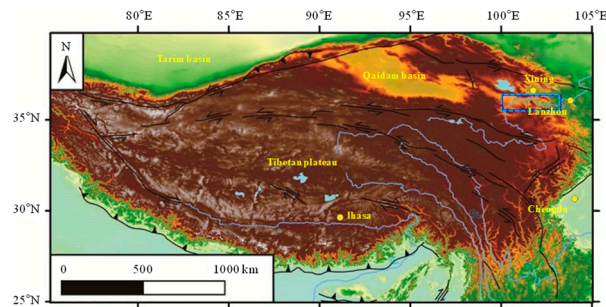 80°E 85°E 90°E 95°E 100°E 105°E
N
Tarim basin
Qaidam basin
Xining
35°N
Lanzhou
Tibetan plateau
30°N
lhasa
Chengdu
0 500 1000 km
25°N